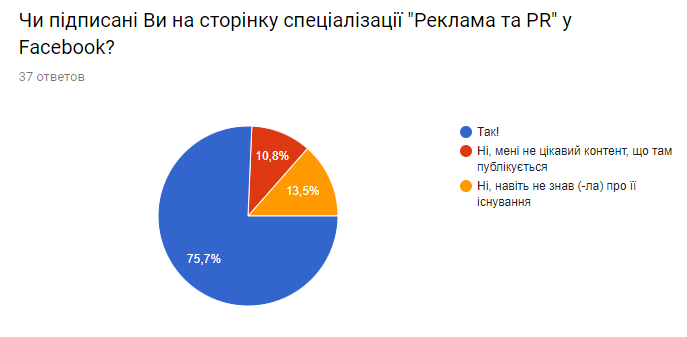 Чи підписані Ви на сторінку спеціалізації "Реклама та PR" у
Facebook?
37 ответов
10,8%
13,5%
75,7%
Так!
Ні, мені не цікавий контент, що там
публікується
Ні, навіть не знав (-ла) про її
існування